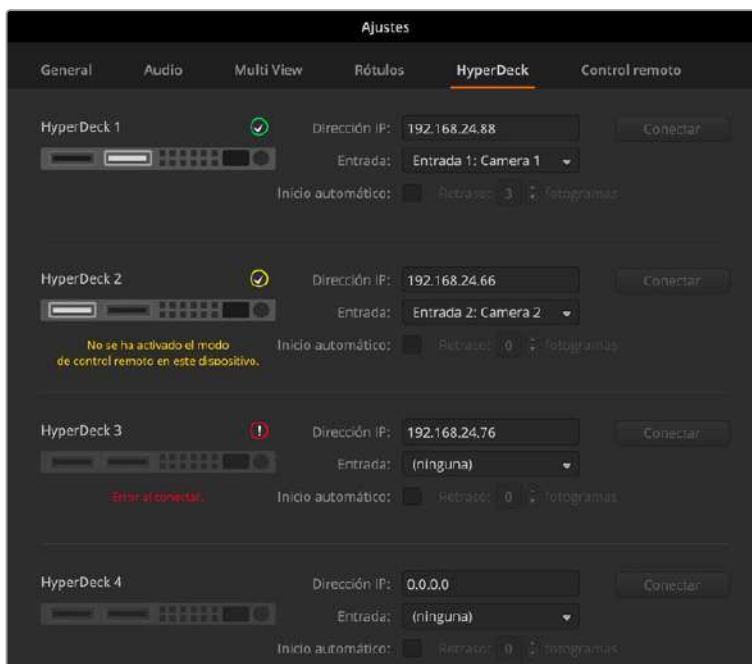 Ajustes
General Audio Multi View Rótulos HyperDeck Control remoto
HyperDeck 1 Dirección IP: 192.168.24.88 Conectar
Entrada: Entrada 1: Camera 1
Inicio automático: Retraso: 3 fotogramas
HyperDeck 2 Dirección IP: 192.168.24.66 Conectar
Entrada: Entrada 2: Camera 2
No se ha activado el modo
de control remoto en este dispositivo.
Inicio automático: Retraso: 0 fotogramas
HyperDeck 3 Dirección IP: 192.168.24.76 Conectar
Entrada: (ninguna)
Error al conectar. Inicio automático: Retraso: 0 fotogramas
HyperDeck 4 Dirección IP: 0.0.0.0 Conectar
Entrada: (ninguna)
Inicio automático: Retraso: 0 fotogramas